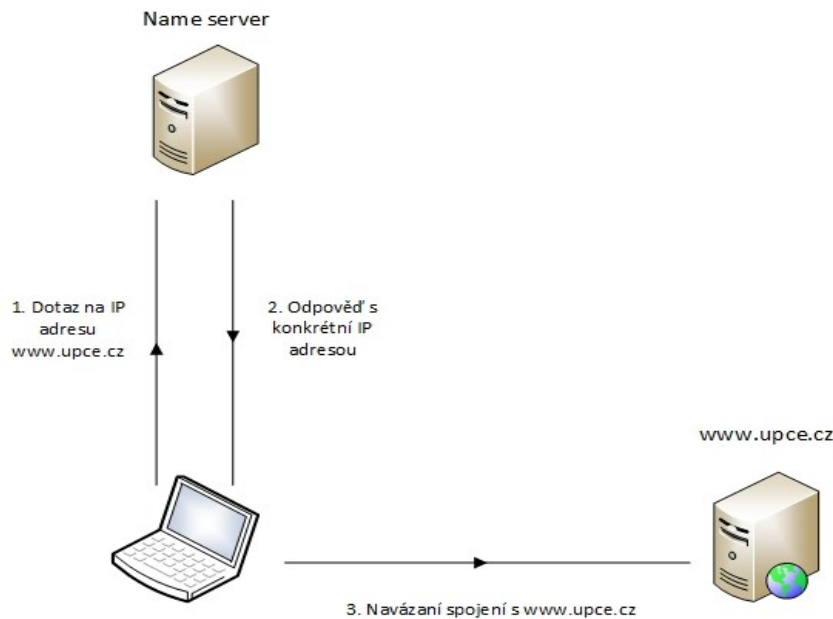 Name server
1. Dotaz na IP
adresu
www.upce.cz
2. Odpověď s
konkrétní IP
adresou
www.upce.cz
3. Navázaní spojení s www.upce.cz